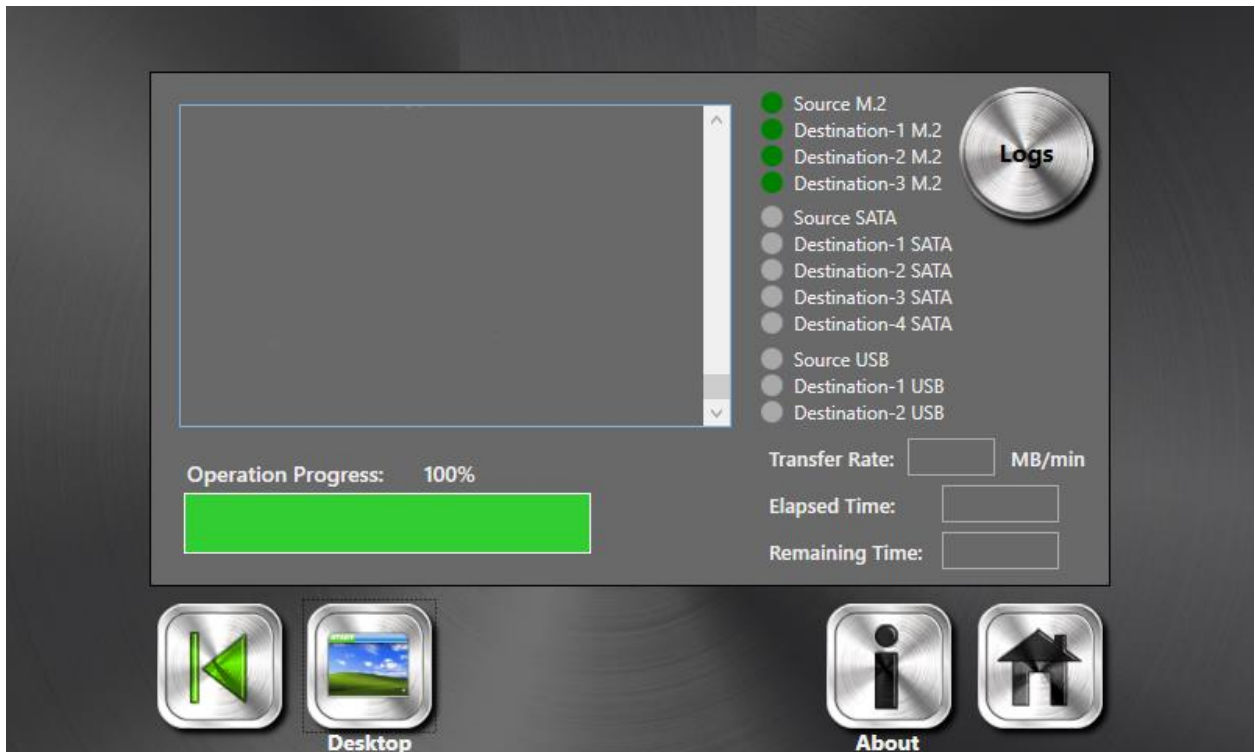 Source M.2
Destination-1 M.2
Destination-2 M.2
Destination-3 M.2
Logs
Source SATA
Destination-1 SATA
Destination-2 SATA
Destination-3 SATA
Destination-4 SATA
Source USB
Destination-1 USB
Destination-2 USB
Operation Progress: 100%
Transfer Rate: MB/min
Elapsed Time:
Remaining Time:
START
Desktop
About